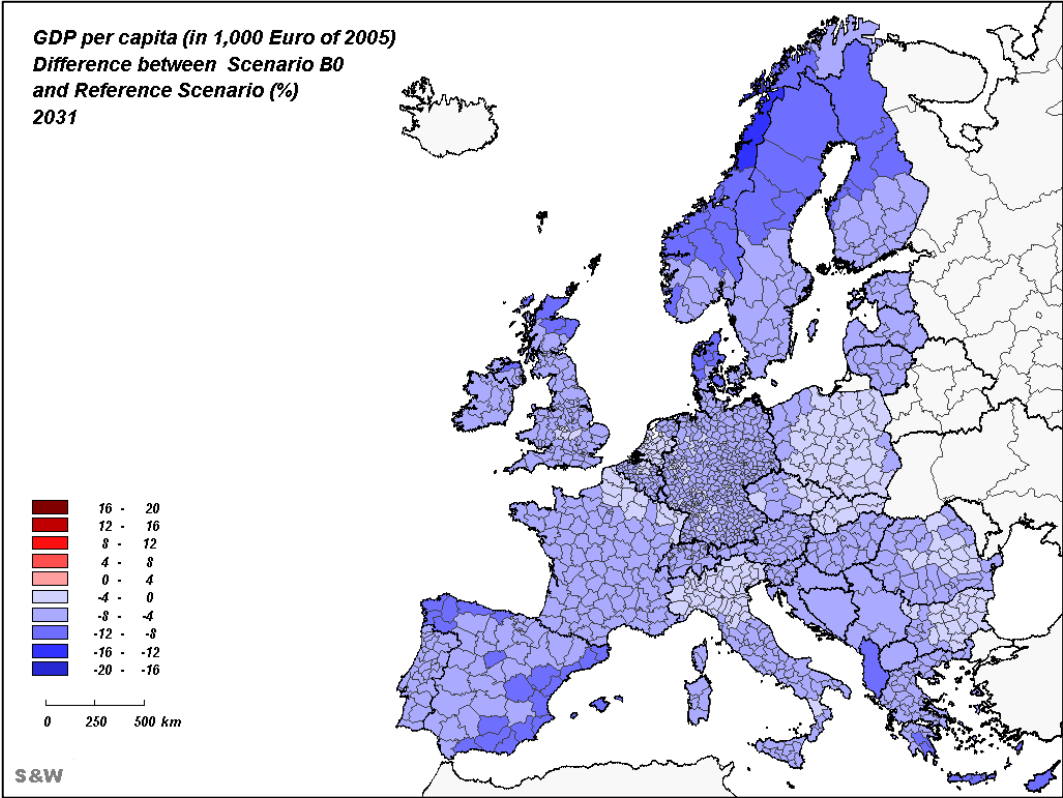 GDP per capita (in 1,000 Euro of 2005)
Difference between Scenario B0
and Reference Scenario (%)
2031
16 - 20
12 - 16
8 - 12
4 - 8
0 - 4
-4 - 0
-8 - -4
-12 - -8
-16 - -12
-20 - -16
0 250 500 km
S&W